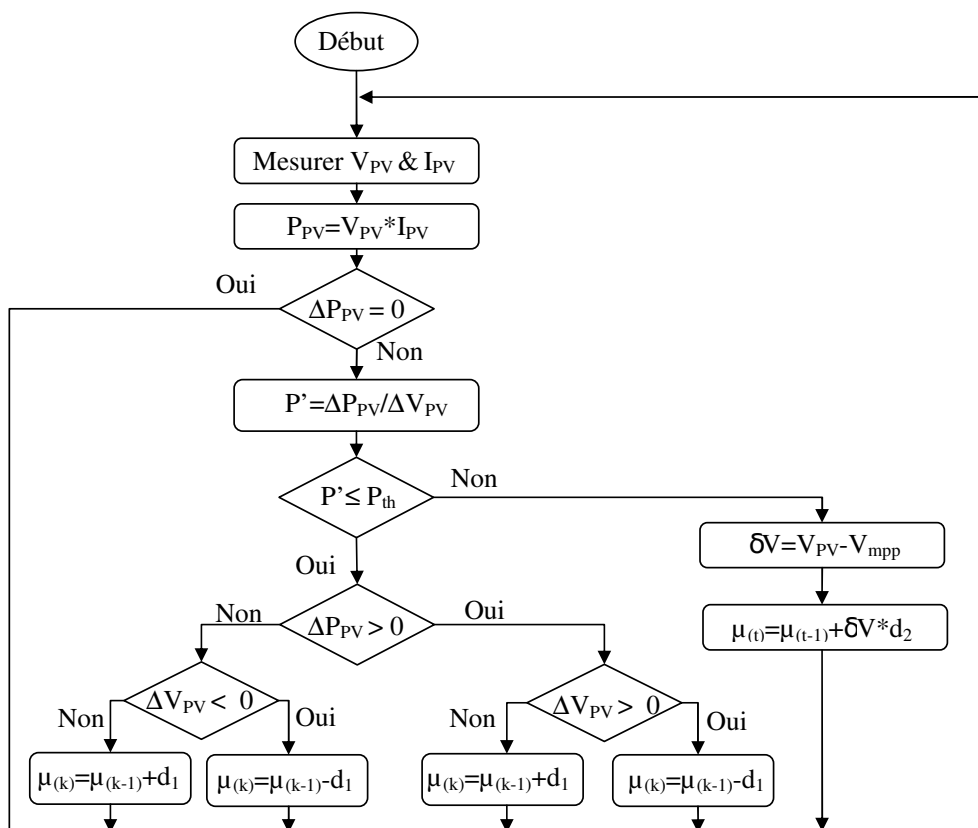 Début
Mesurer V_PV & I_PV
P_PV=V_PV*I_PV
Oui
ΔP_PV = 0
Non
P'=ΔP_PV/ΔV_PV
P'≤ P_th
Non
δV=V_PV-V_mpp
Oui
μ_(t)=μ_(t-1)+δV*d_2
Non
ΔP_PV > 0
Oui
ΔV_PV < 0
ΔV_PV > 0
Non
Oui
Non
Oui
μ_(k)=μ_(k-1)+d_1
μ_(k)=μ_(k-1)-d_1
μ_(k)=μ_(k-1)+d_1
μ_(k)=μ_(k-1)-d_1